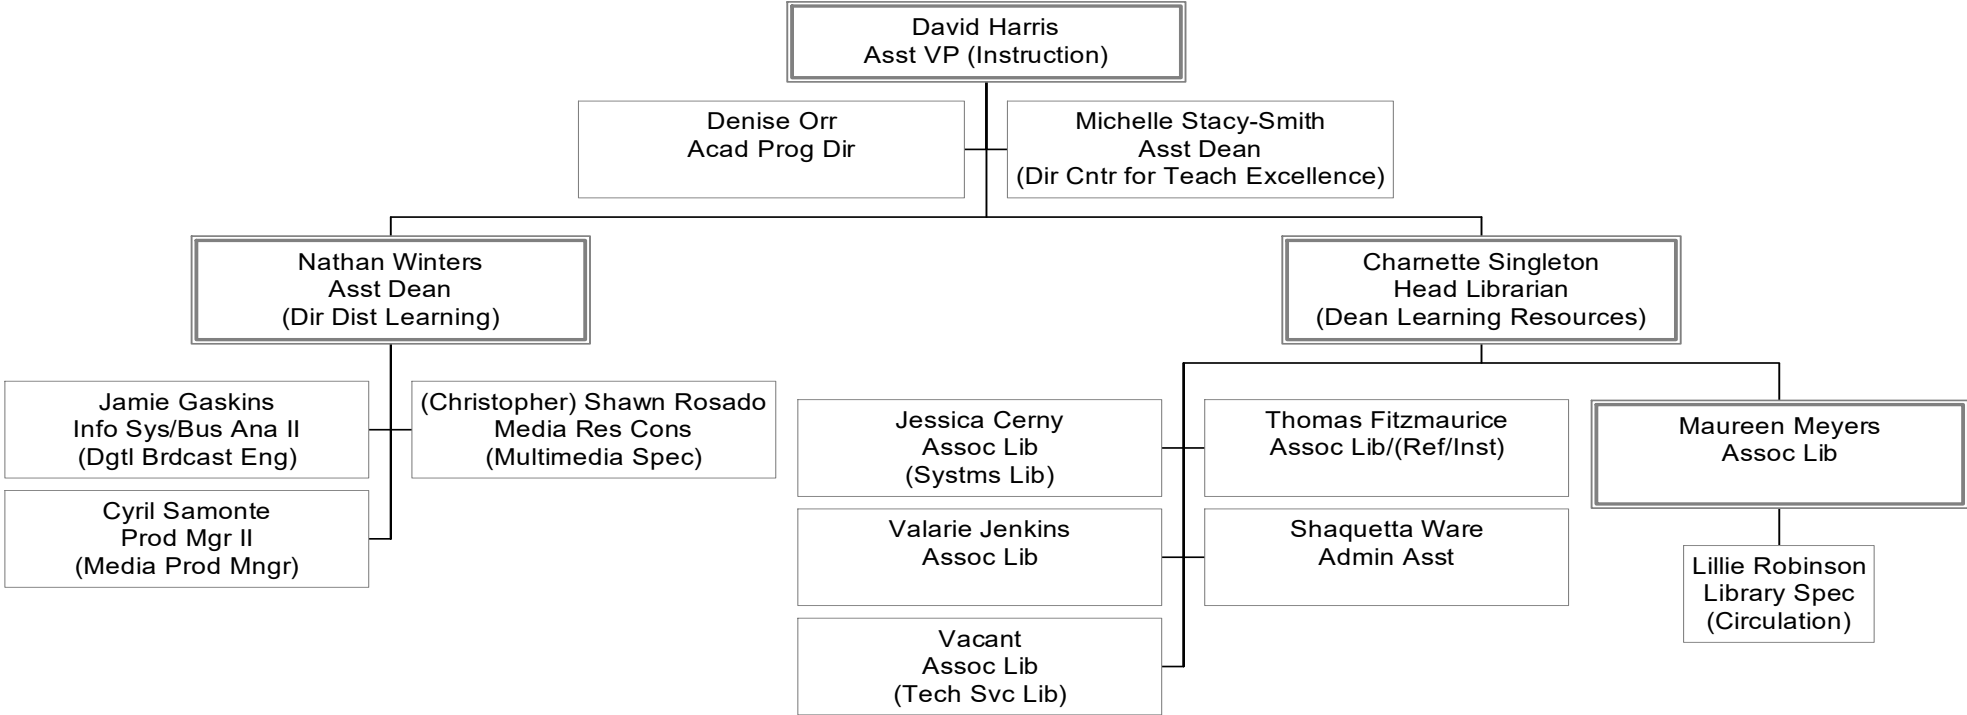 David Harris
Asst VP (Instruction)
Denise Orr
Acad Prog Dir
Michelle Stacy-Smith
Asst Dean
(Dir Cntr for Teach Excellence)
Nathan Winters
Asst Dean
(Dir Dist Learning)
Charnette Singleton
Head Librarian
(Dean Learning Resources)
Jamie Gaskins
Info Sys/Bus Ana II
(Dgtl Brdcast Eng)
(Christopher) Shawn Rosado
Media Res Cons
(Multimedia Spec)
Cyril Samonte
Prod Mgr II
(Media Prod Mngr)
Jessica Cerny
Assoc Lib
(Systms Lib)
Thomas Fitzmaurice
Assoc Lib/(Ref/Inst)
Maureen Meyers
Assoc Lib
Valarie Jenkins
Assoc Lib
Shaquetta Ware
Admin Asst
Lillie Robinson
Library Spec
(Circulation)
Vacant
Assoc Lib
(Tech Svc Lib)